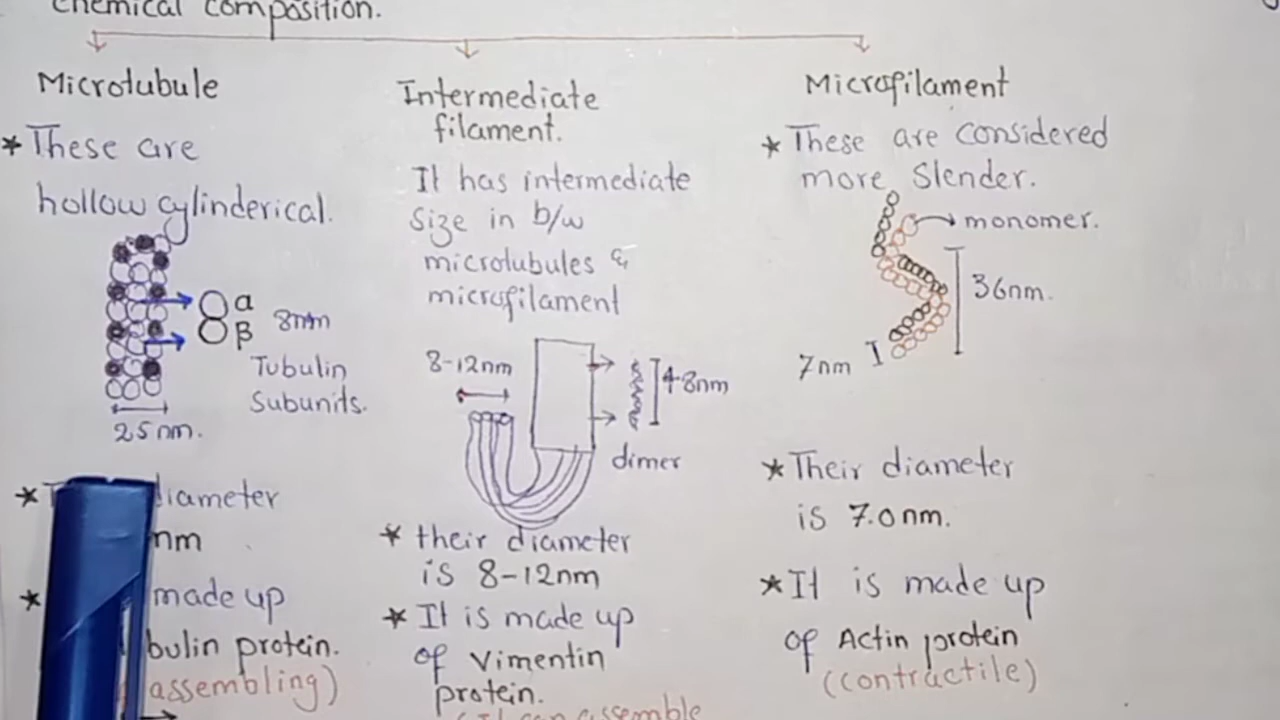 chemical composition.
Microtubule
* These are
hollow cylinderical.
α
β
8nm
Tubulin
Subunits.
25nm.
* diameter
nm
* made up
bulin protein.
assembling)
Intermediate
filament.
It has intermediate
size in b/w
microtubules &
microfilament
8-12nm
48nm
dimer
* their diameter
is 8-12nm
* It is made up
of Vimentin
protein.
(It can assemble
Microfilament
* These are considered
more Slender.
monomer.
36nm.
7nm
* Their diameter
is 7.0nm.
* It is made up
of Actin protein
(contractile)